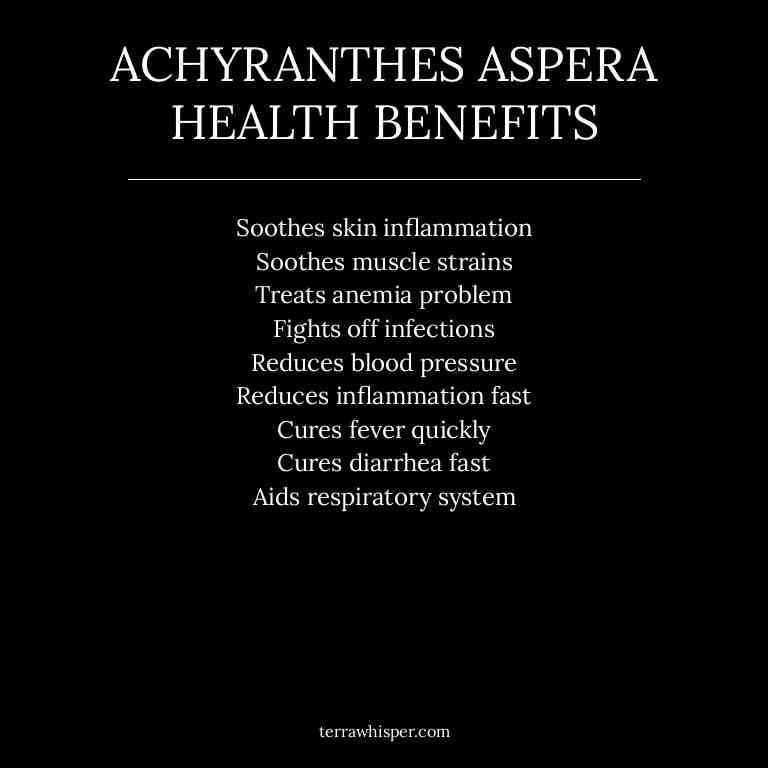 ACHYRANTHES ASPERA
HEALTH BENEFITS
Soothes skin inflammation
Soothes muscle strains
Treats anemia problem
Fights off infections
Reduces blood pressure
Reduces inflammation fast
Cures fever quickly
Cures diarrhea fast
Aids respiratory system
terrawhisper.com